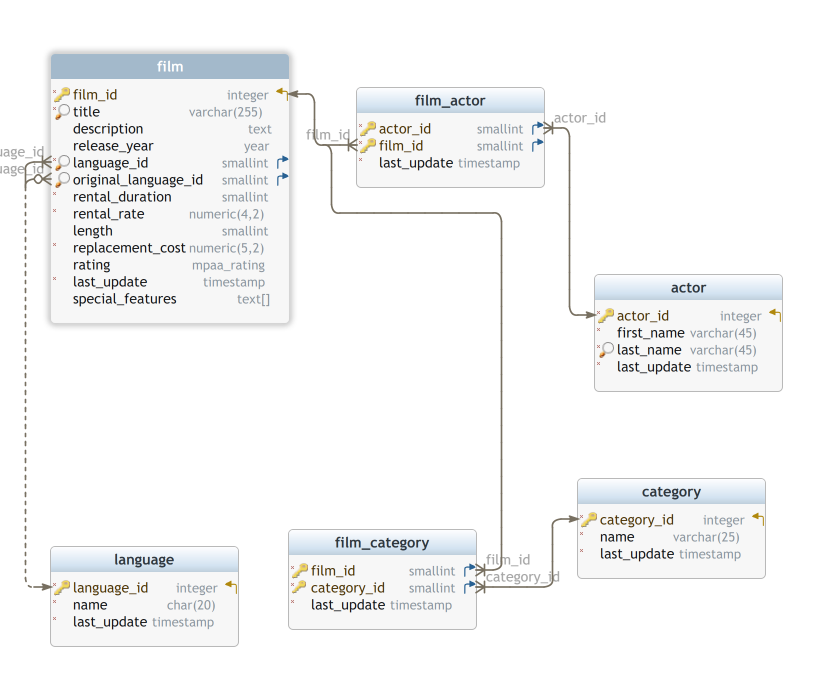 film
film_id integer
title varchar(255)
description text
release_year year
language_id smallint
original_language_id smallint
rental_duration smallint
rental_rate numeric(4,2)
length smallint
replacement_cost numeric(5,2)
rating mpaa_rating
last_update timestamp
special_features text[]
uage_id
uage_id
film_id
film_actor
actor_id smallint
film_id smallint
last_update timestamp
actor_id
actor
actor_id integer
first_name varchar(45)
last_name varchar(45)
last_update timestamp
category
category_id integer
name varchar(25)
last_update timestamp
film_category
film_id smallint
category_id smallint
last_update timestamp
film_id
category_id
language
language_id integer
name char(20)
last_update timestamp